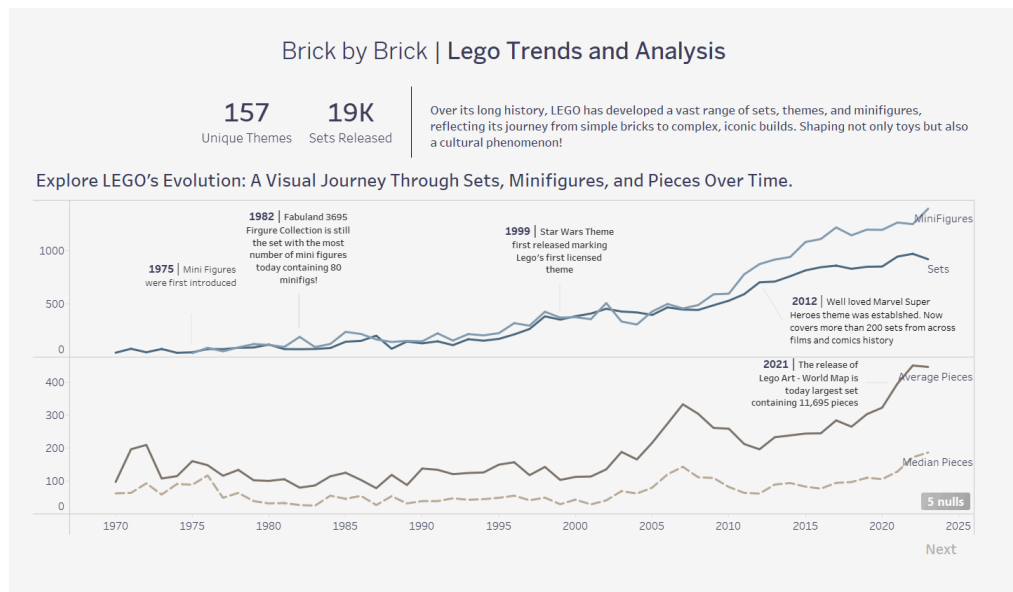 Brick by Brick | Lego Trends and Analysis
157
Unique Themes
19K
Sets Released
Over its long history, LEGO has developed a vast range of sets, themes, and minifigures,
reflecting its journey from simple bricks to complex, iconic builds. Shaping not only toys but also
a cultural phenomenon!
Explore LEGO's Evolution: A Visual Journey Through Sets, Minifigures, and Pieces Over Time.
1000
500
0
1975 | Mini Figures
were first introduced
1982 | Fabuland 3695
Firgure Collection is still
the set with the most
number of mini figures
today containing 80
minifigs!
1999 | Star Wars Theme
first released marking
Lego's first licensed
theme
MiniFigures
Sets
2012 | Well loved Marvel Super
Heroes theme was establshed. Now
covers more than 200 sets from across
films and comics history
400
300
200
100
0
2021 | The release of
Lego Art - World Map is
today largest set
containing 11,695 pieces
Average Pieces
Median Pieces
5 nulls
1970 1975 1980 1985 1990 1995 2000 2005 2010 2015 2020 2025
Next